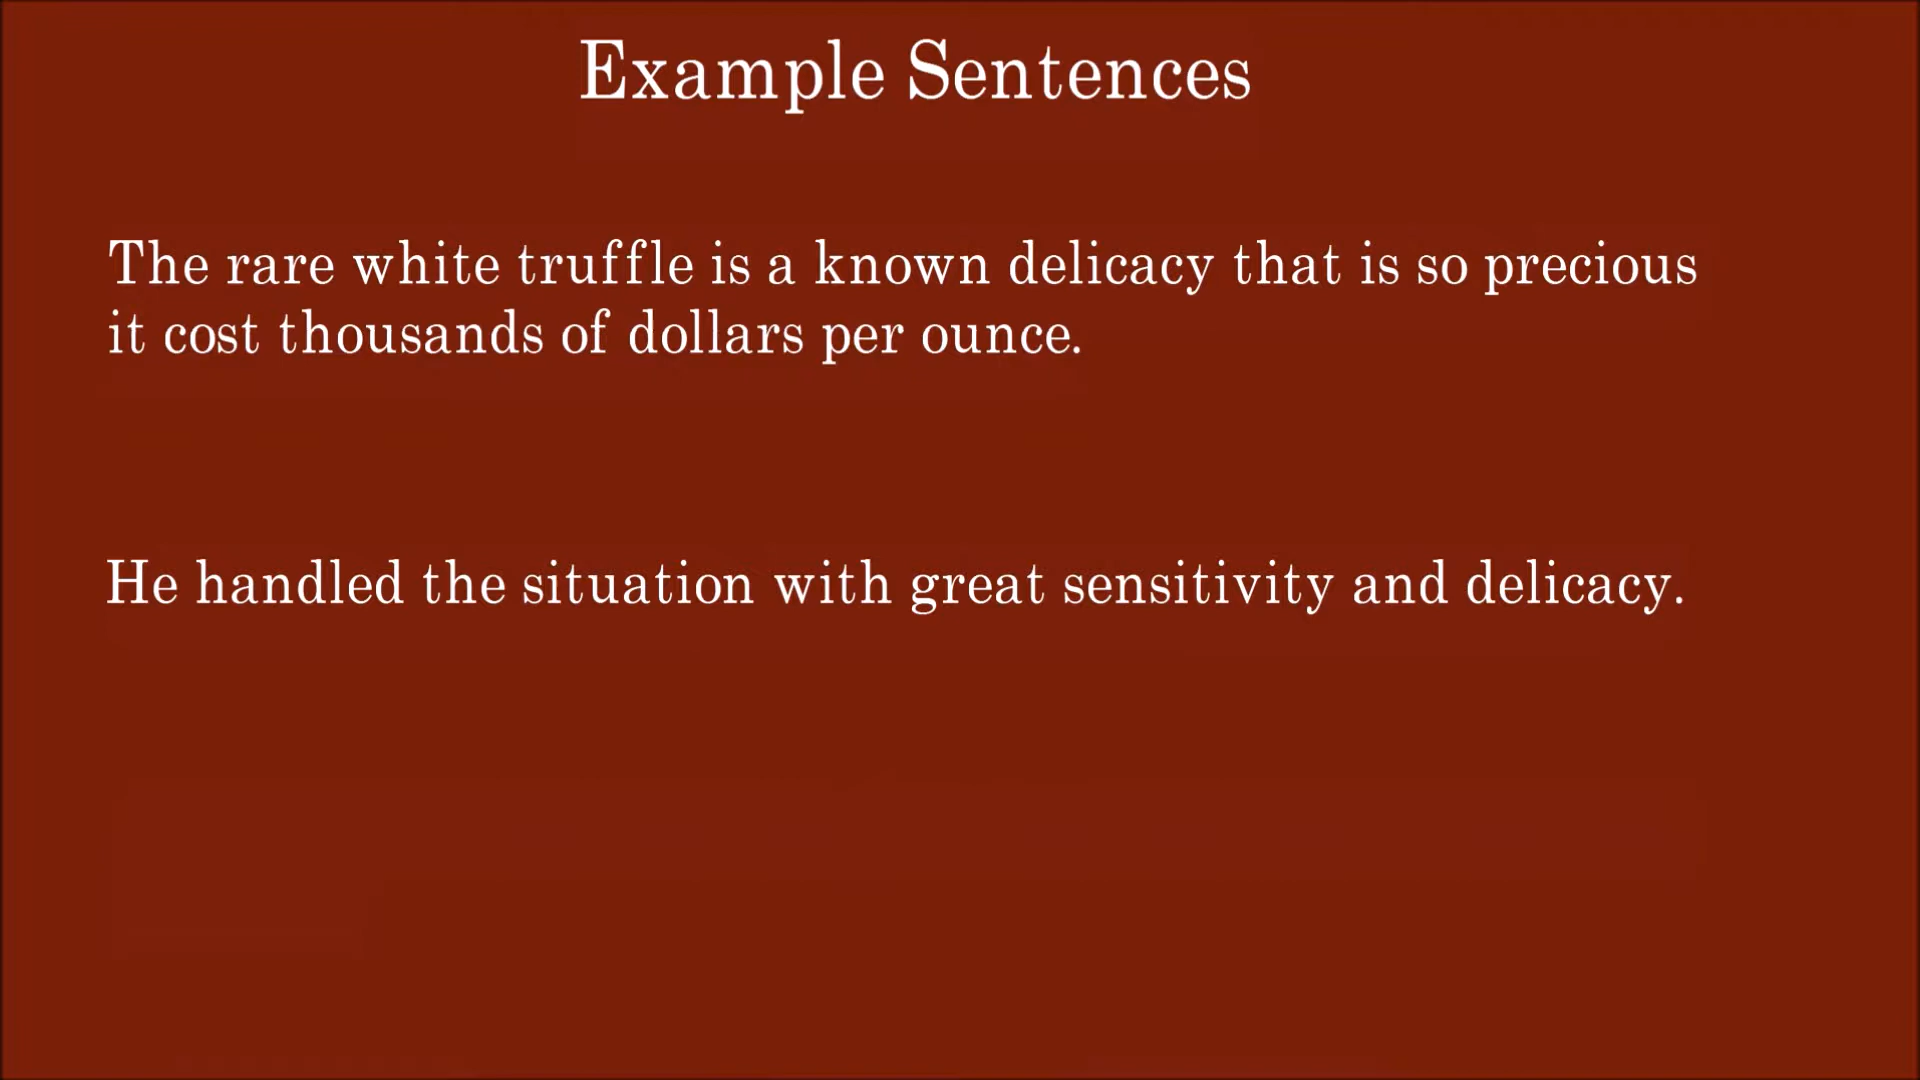 Example Sentences
The rare white truffle is a known delicacy that is so precious
it cost thousands of dollars per ounce.
He handled the situation with great sensitivity and delicacy.